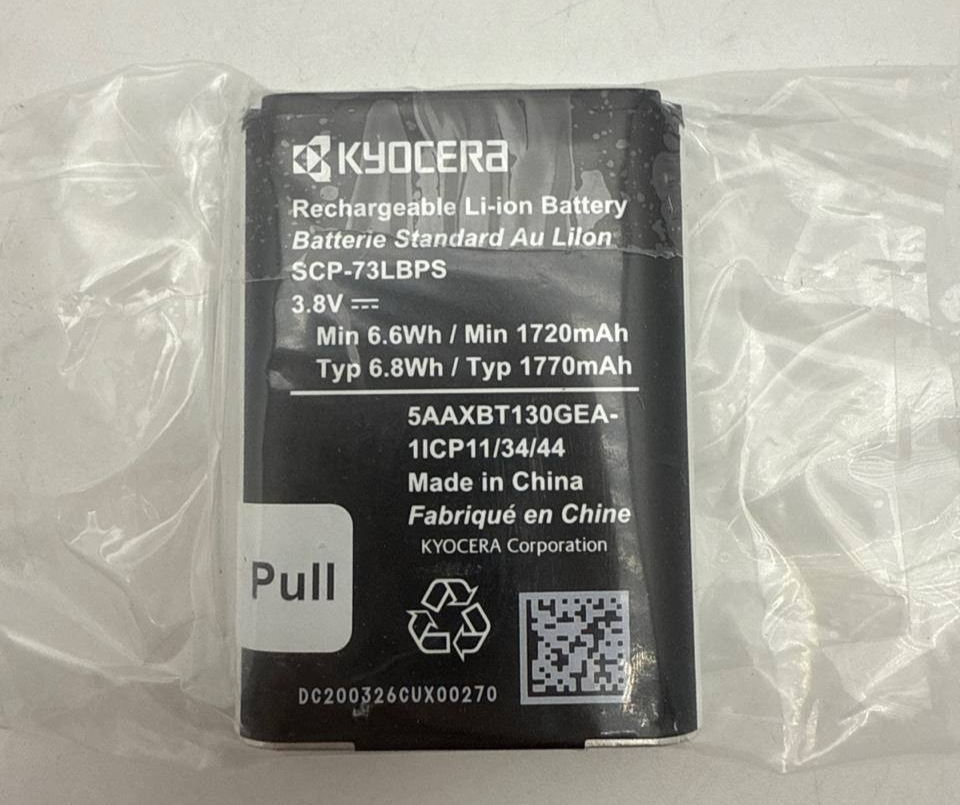 KYOCERA
Rechargeable Li-ion Battery
Batterie Standard Au LiIon
SCP-73LBPS
3.8V ⎓
Min 6.6Wh / Min 1720mAh
Typ 6.8Wh / Typ 1770mAh
5AAXBT130GEA-
1ICP11/34/44
Made in China
Fabriqué en Chine
KYOCERA Corporation
Pull
DC200326CUX00270